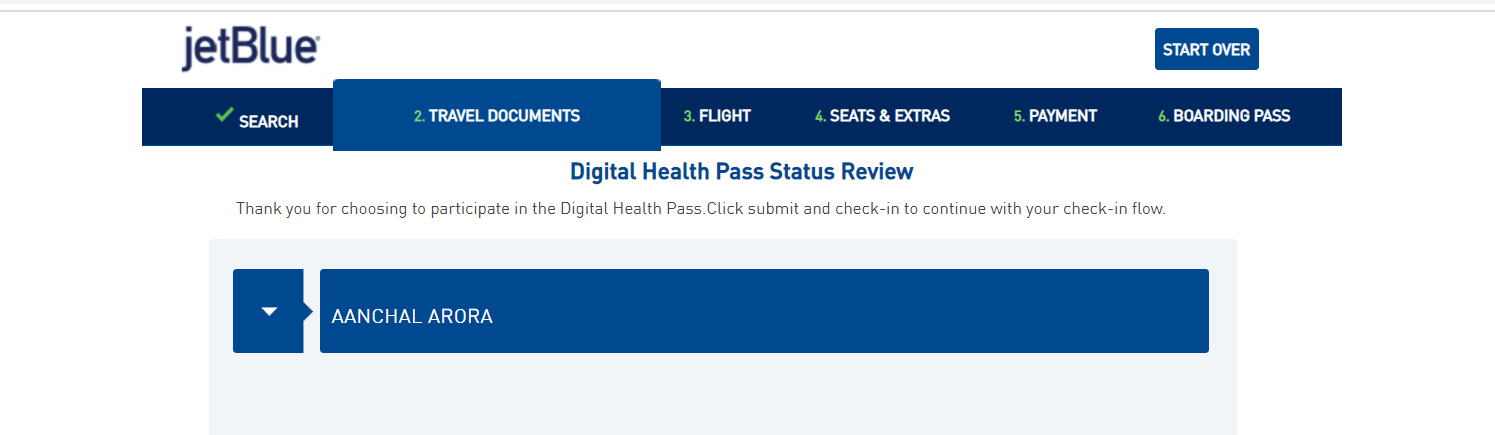 jetBlue
START OVER
SEARCH
2. TRAVEL DOCUMENTS
3. FLIGHT
4. SEATS & EXTRAS
5. PAYMENT
6. BOARDING PASS
Digital Health Pass Status Review
Thank you for choosing to participate in the Digital Health Pass.Click submit and check-in to continue with your check-in flow.
AANCHAL ARORA